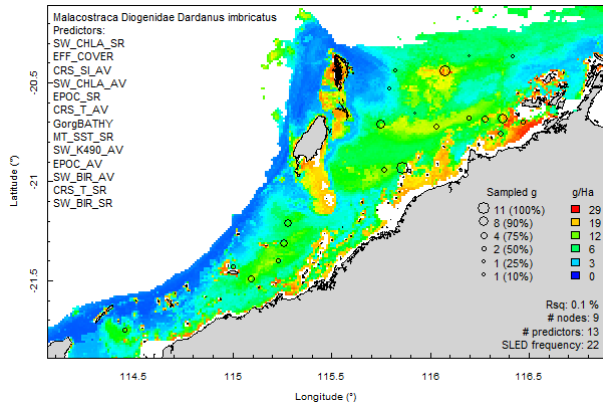 Malacostraca Diogenidae Dardanus imbricatus
Predictors:
SW_CHLA_SR
EFF_COVER
CRS_SI_AV
SW_CHLA_AV
EPOC_SR
CRS_T_AV
GorgBATHY
MT_SST_SR
SW_K490_AV
EPOC_AV
SW_BIR_AV
CRS_T_SR
SW_BIR_SR
20.5
21
21.5
Latitude (°)
Sampled g
11 (100%)
8 (90%)
4 (75%)
2 (50%)
1 (25%)
1 (10%)
g/Ha
29
19
12
6
3
0
Rsq: 0.1 %
# nodes: 9
# predictors: 13
SLED frequency: 22
114.5
115
115.5
116
116.5
Longitude (°)